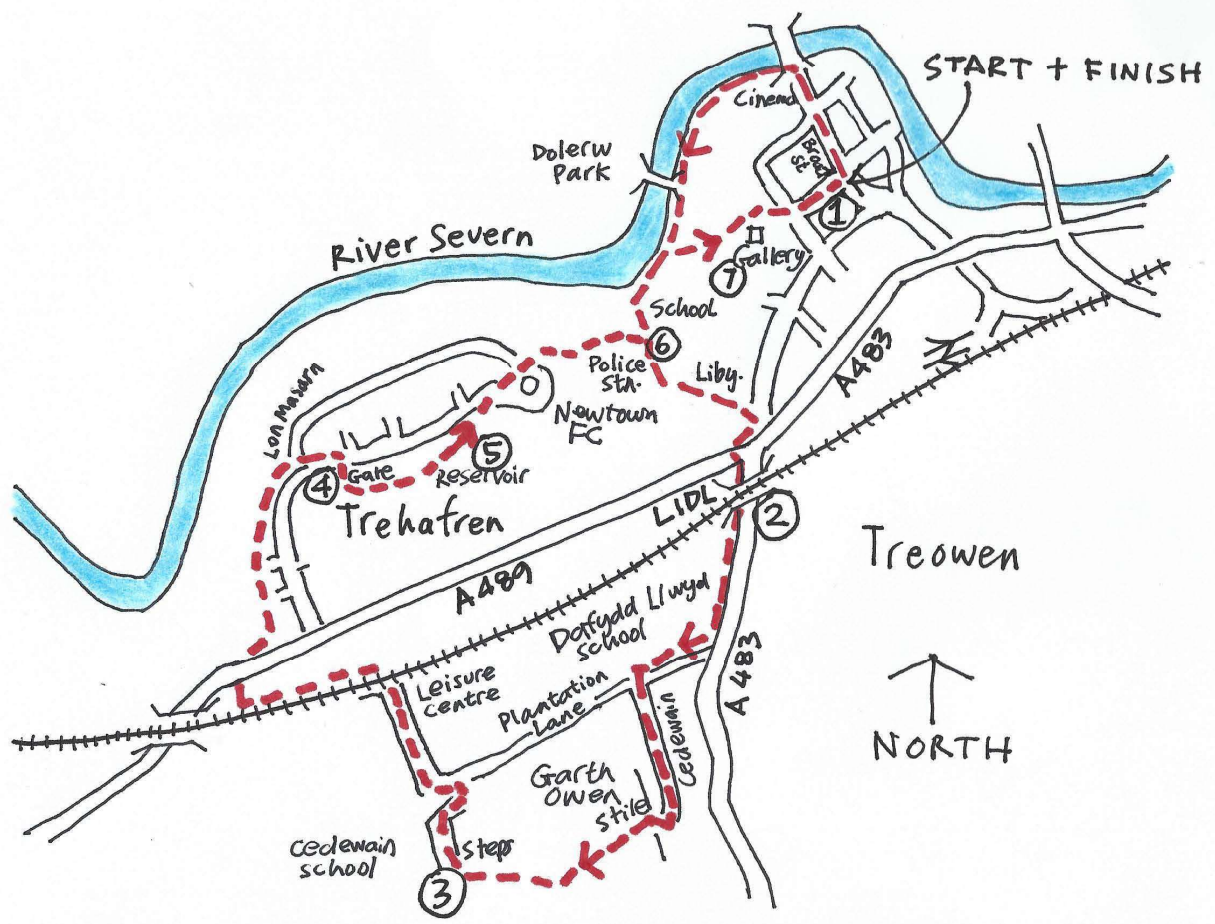 START + FINISH
Cinema
Dolerw
Park
Broad
St.
1
River Severn
Gallery
7
School
6
Police
Stn.
Liby.
A483
Lon Masarn
Newtown
FC
5
Gate
Reservoir
4
Trehafren
LIDL
2
Treowen
A489
Dafydd Llwyd
school
A483
Leisure
centre
Plantation
Lane
Cedewain
NORTH
Garth
Owen
Stile
Cedewain
school
Steps
3